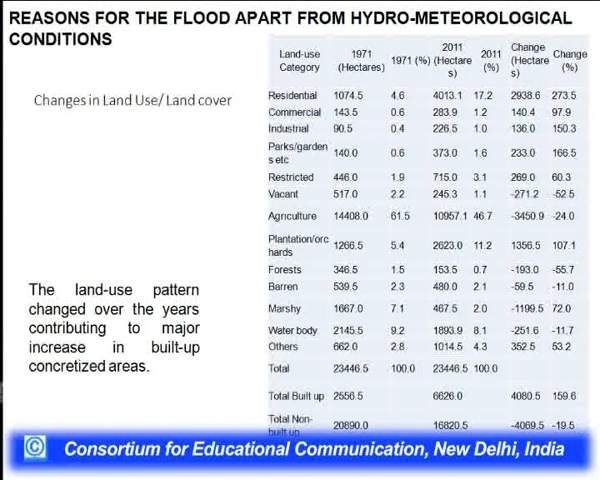 REASONS FOR THE FLOOD APART FROM HYDRO-METEOROLOGICAL
CONDITIONS
Changes in Land Use/ Land cover
The land-use pattern
changed over the years
contributing to major
increase in built-up
concretized areas.
Land-use Category 1971 (Hectares) 1971 (%) 2011 (Hectare s) 2011 (%) Change (Hectare s) Change (%)
Residential 1074.5 4.6 4013.1 17.2 2938.6 273.5
Commercial 143.5 0.6 283.9 1.2 140.4 97.9
Industrial 90.5 0.4 226.5 1.0 136.0 150.3
Parks/garden s etc 140.0 0.6 373.0 1.6 233.0 166.5
Restricted 446.0 1.9 715.0 3.1 269.0 60.3
Vacant 517.0 2.2 245.3 1.1 -271.2 -52.5
Agriculture 14408.0 61.5 10957.1 46.7 -3450.9 -24.0
Plantation/orc hards 1266.5 5.4 2623.0 11.2 1356.5 107.1
Forests 346.5 1.5 153.5 0.7 -193.0 -55.7
Barren 539.5 2.3 480.0 2.1 -59.5 -11.0
Marshy 1667.0 7.1 467.5 2.0 -1199.5 72.0
Water body 2145.5 9.2 1893.9 8.1 -251.6 -11.7
Others 662.0 2.8 1014.5 4.3 352.5 53.2
Total 23446.5 100.0 23446.5 100.0
Total Built up 2556.5 6626.0 4080.5 159.6
Total Non-built up 20890.0 16820.5 -4069.5 -19.5
© Consortium for Educational Communication, New Delhi, India